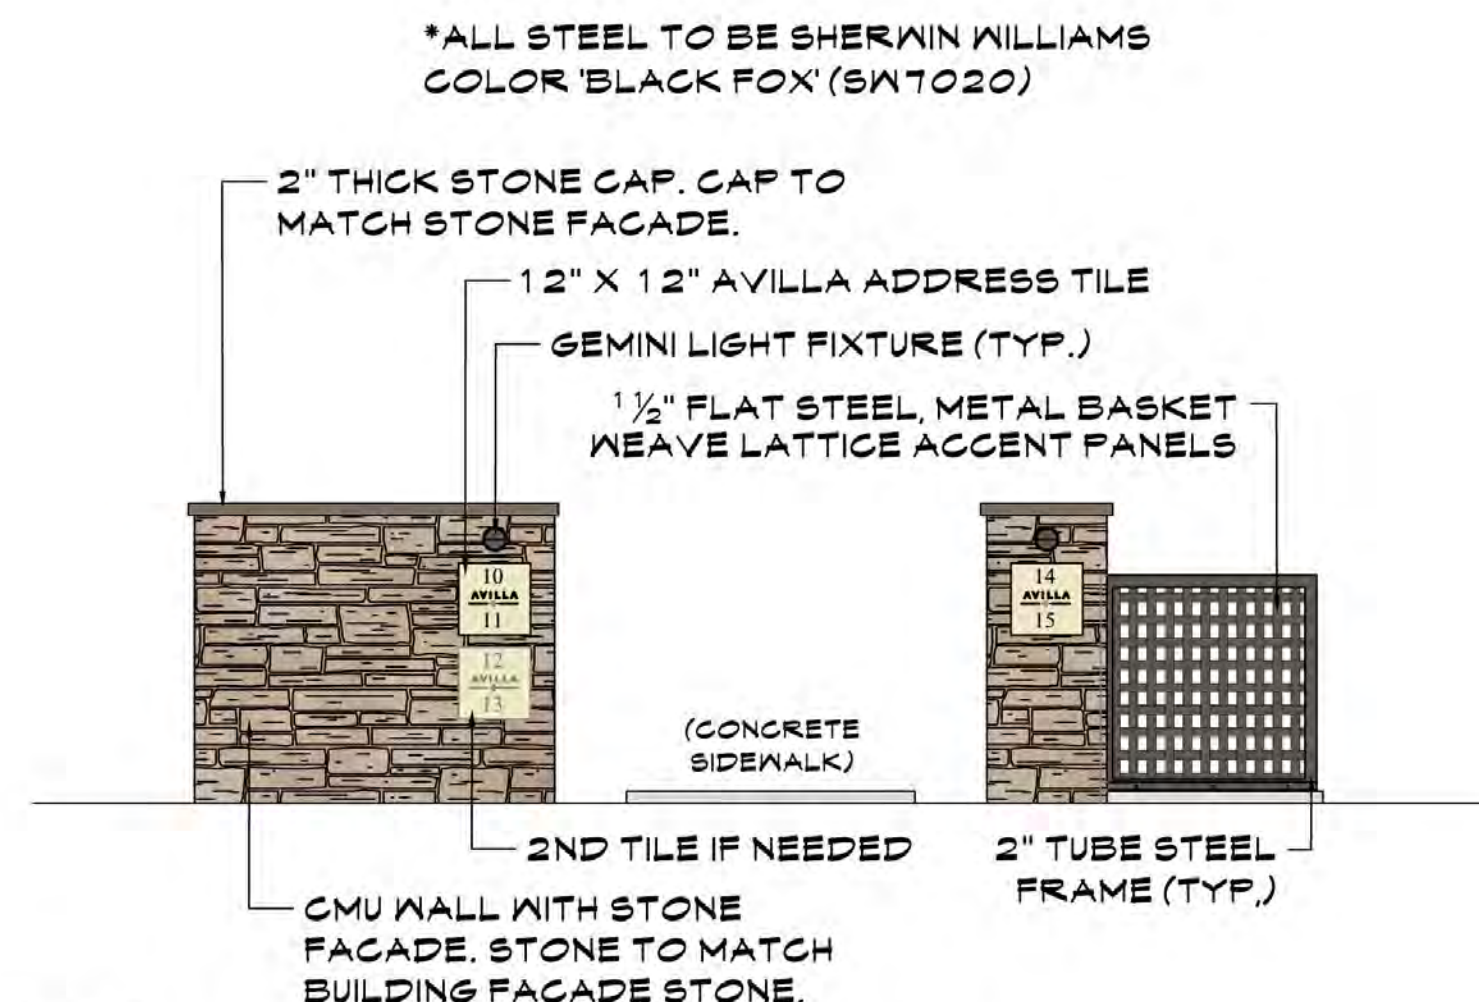 *ALL STEEL TO BE SHERWIN WILLIAMS
COLOR 'BLACK FOX' (SW7020)
2" THICK STONE CAP. CAP TO
MATCH STONE FACADE.
12" X 12" AVILLA ADDRESS TILE
GEMINI LIGHT FIXTURE (TYP.)
1 ½" FLAT STEEL, METAL BASKET
WEAVE LATTICE ACCENT PANELS
10
AVILLA
11
12
AVILLA
13
14
AVILLA
15
(CONCRETE
SIDEWALK)
2ND TILE IF NEEDED
2" TUBE STEEL
FRAME (TYP,)
CMU WALL WITH STONE
FACADE. STONE TO MATCH
BUILDING FACADE STONE.